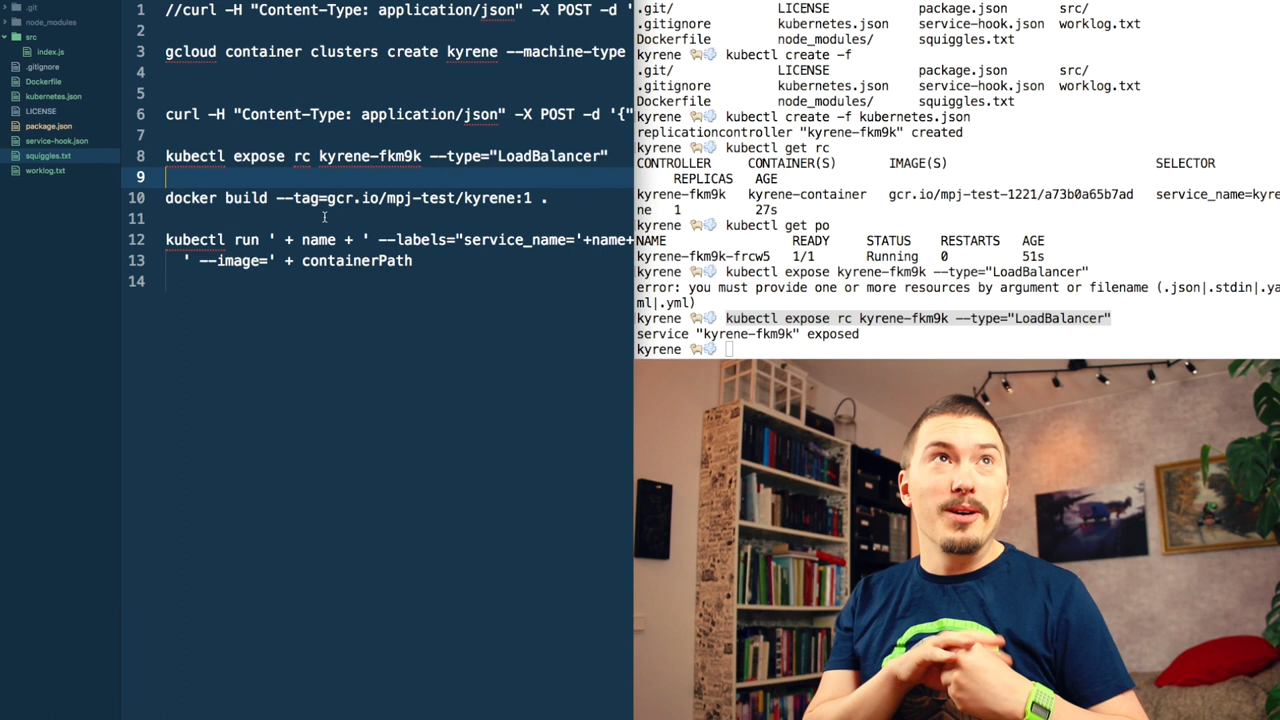 .git
node_modules
src
index.js
.gitignore
Dockerfile
kubernetes.json
LICENSE
package.json
service-hook.json
squiggles.txt
worklog.txt
1 //curl -H "Content-Type: application/json" -X POST -d '
2
3 gcloud container clusters create kyrene --machine-type
4
5
6 curl -H "Content-Type: application/json" -X POST -d '{"
7
8 kubectl expose rc kyrene-fkm9k --type="LoadBalancer"
9
10 docker build --tag=gcr.io/mpj-test/kyrene:1 .
11
12 kubectl run ' + name + ' --labels="service_name='+name+
13 ' --image=' + containerPath
14
.git/ LICENSE package.json src/
.gitignore kubernetes.json service-hook.json worklog.txt
Dockerfile node_modules/ squiggles.txt
kyrene kubectl create -f
.git/ LICENSE package.json src/
.gitignore kubernetes.json service-hook.json worklog.txt
Dockerfile node_modules/ squiggles.txt
kyrene kubectl create -f kubernetes.json
replicationcontroller "kyrene-fkm9k" created
kyrene kubectl get rc
CONTROLLER CONTAINER(S) IMAGE(S) SELECTOR
REPLICAS AGE
kyrene-fkm9k kyrene-container gcr.io/mpj-test-1221/a73b0a65b7ad service_name=kyre
ne 1 27s
kyrene kubectl get po
NAME READY STATUS RESTARTS AGE
kyrene-fkm9k-frcw5 1/1 Running 0 51s
kyrene kubectl expose kyrene-fkm9k --type="LoadBalancer"
error: you must provide one or more resources by argument or filename (.json|.stdin|.ya
ml|.yml)
kyrene kubectl expose rc kyrene-fkm9k --type="LoadBalancer"
service "kyrene-fkm9k" exposed
kyrene